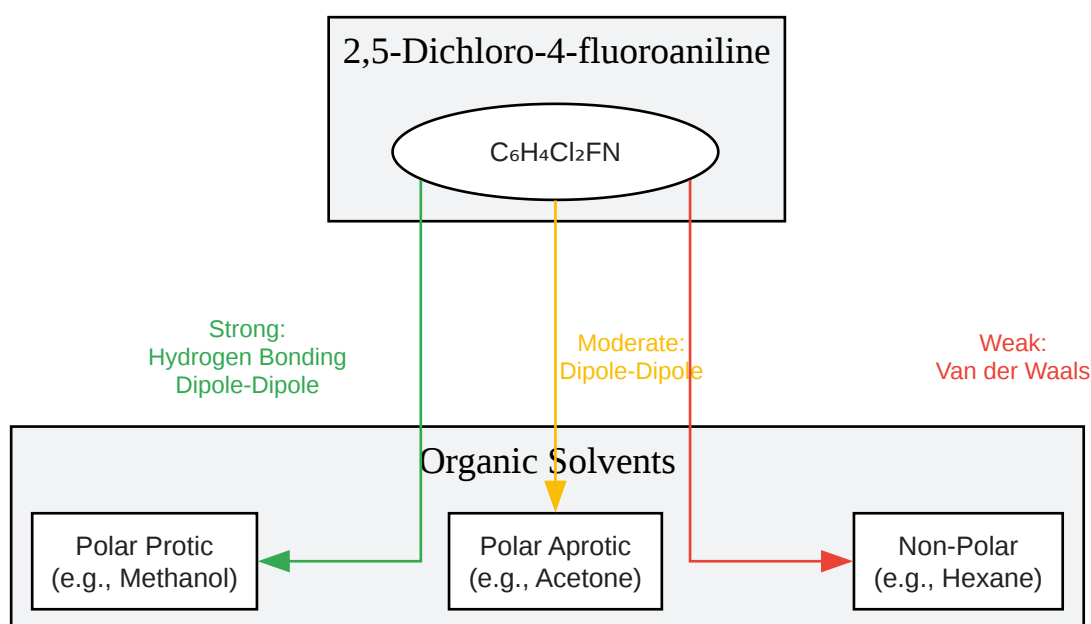 2,5-Dichloro-4-fluoroaniline
C₆H₄Cl₂FN
Strong:
Hydrogen Bonding
Dipole-Dipole
Moderate:
Dipole-Dipole
Weak:
Van der Waals
Organic Solvents
Polar Protic
(e.g., Methanol)
Polar Aprotic
(e.g., Acetone)
Non-Polar
(e.g., Hexane)